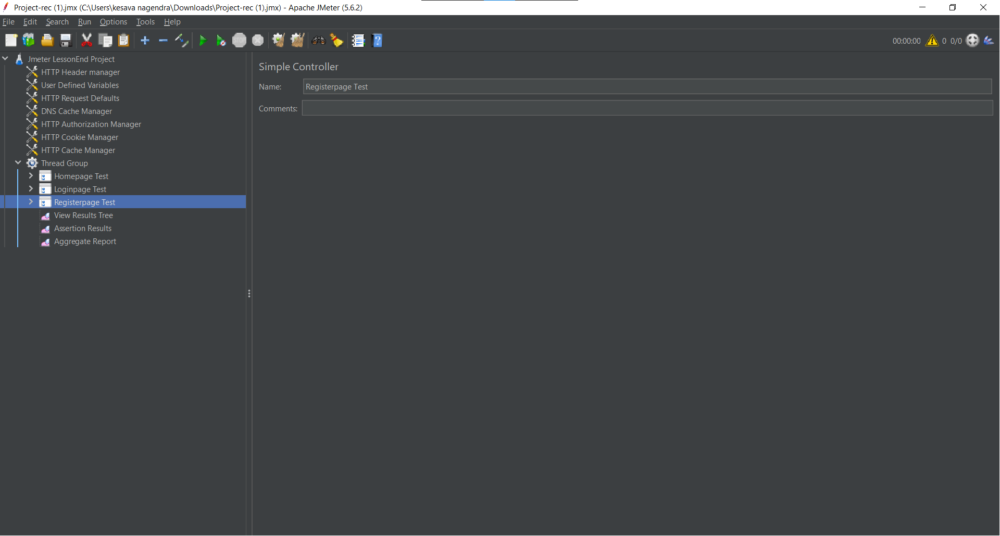 Project-rec (1).jmx (C:\Users\kesava nagendra\Downloads\Project-rec (1).jmx) - Apache JMeter (5.6.2)
File Edit Search Run Options Tools Help
STOP ? 00:00:00 0 0/0
Jmeter LessonEnd Project
HTTP Header manager
User Defined Variables
HTTP Request Defaults
DNS Cache Manager
HTTP Authorization Manager
HTTP Cookie Manager
HTTP Cache Manager
Thread Group
Homepage Test
Loginpage Test
Registerpage Test
View Results Tree
Assertion Results
Aggregate Report
Simple Controller
Name: Registerpage Test
Comments: